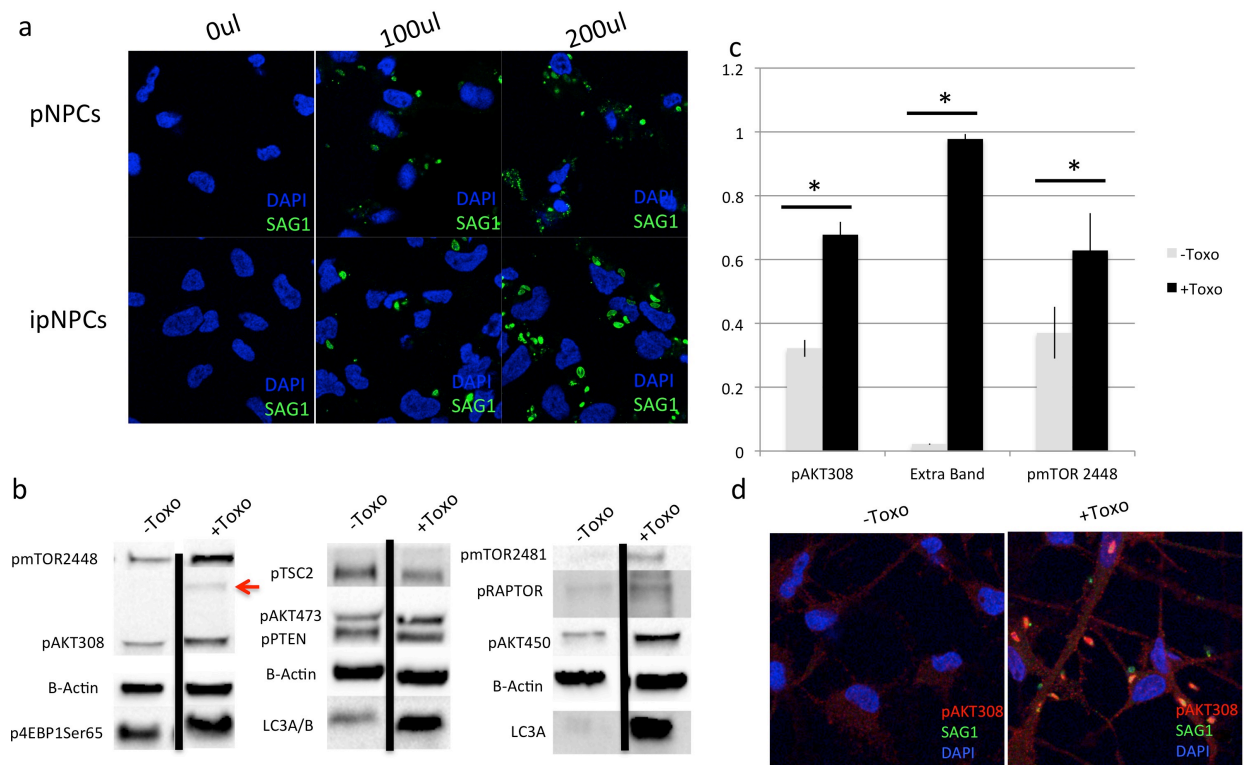 a
0ul
100ul
200ul
pNPCs
DAPI
SAG1
DAPI
SAG1
DAPI
SAG1
ipNPCs
DAPI
SAG1
DAPI
SAG1
DAPI
SAG1
b
-Toxo
+Toxo
pmTOR2448
pAKT308
B-Actin
p4EBP1Ser65
-Toxo
+Toxo
pTSC2
pAKT473
pPTEN
B-Actin
LC3A/B
-Toxo
+Toxo
pmTOR2481
pRAPTOR
pAKT450
B-Actin
LC3A
c
1.2
1
0.8
0.6
0.4
0.2
0
*
*
*
pAKT308
Extra Band
pmTOR 2448
-Toxo
+Toxo
d
-Toxo
+Toxo
pAKT308
SAG1
DAPI
pAKT308
SAG1
DAPI